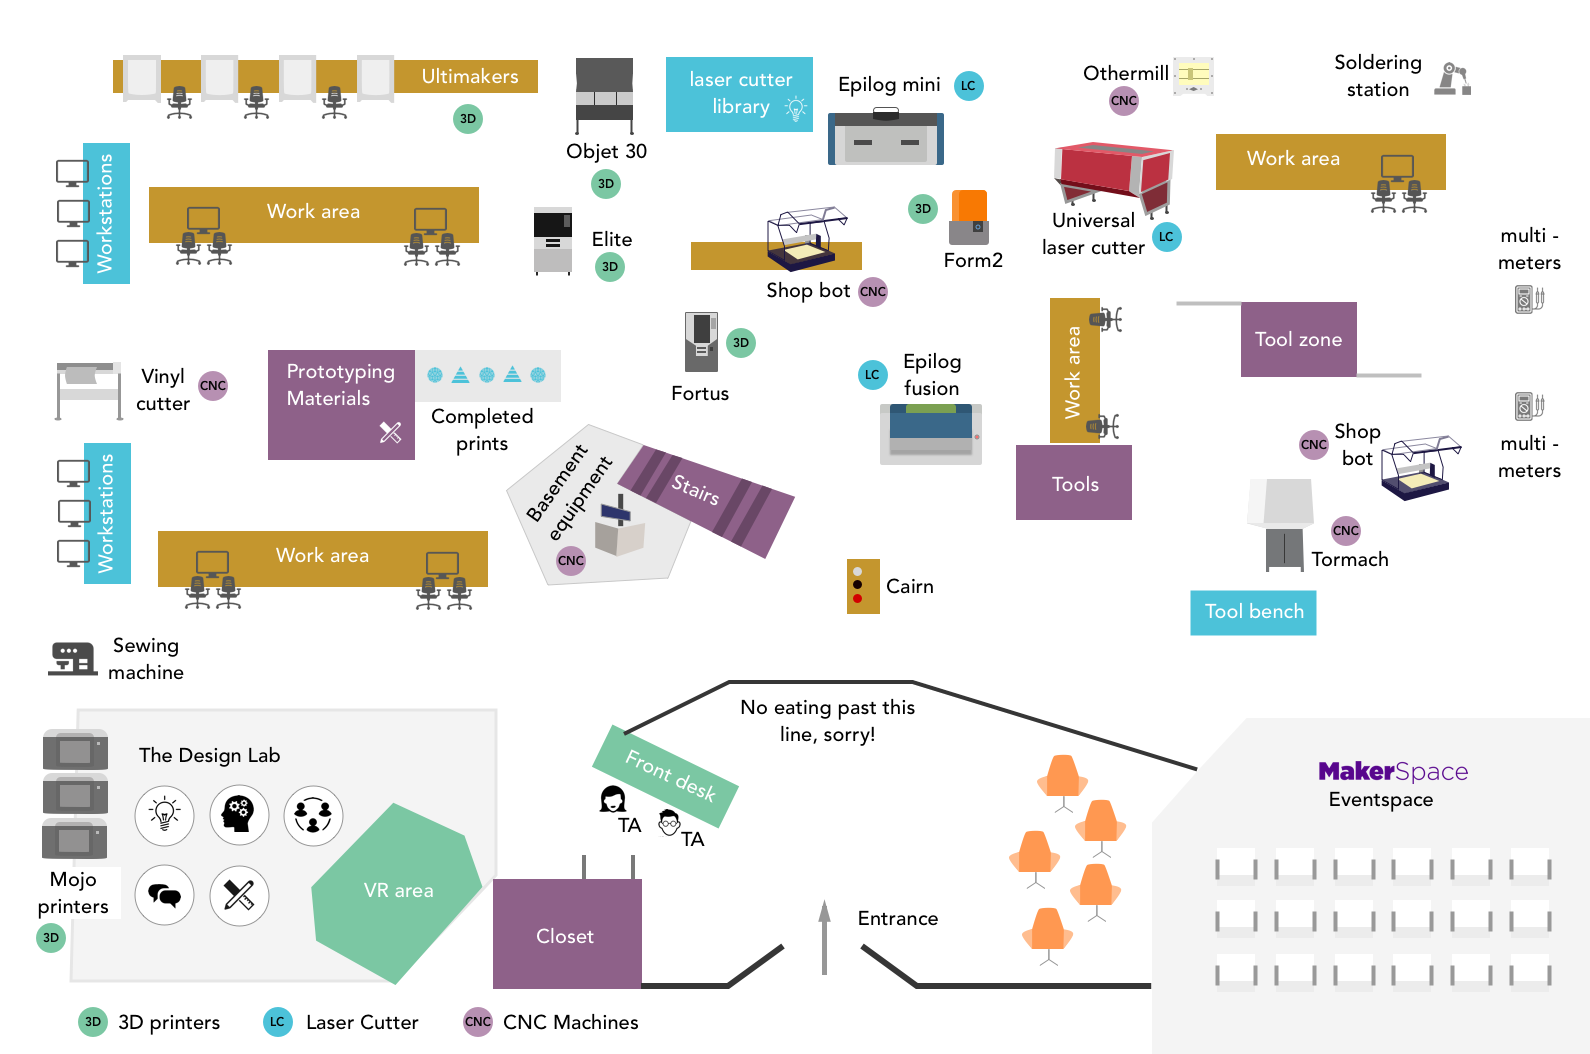 Ultimakers
3D
Objet 30
3D
laser cutter
library
Epilog mini
LC
Othermill
CNC
Soldering
station
Workstations
Work area
Elite
3D
3D
Form2
Shop bot
CNC
Universal
laser cutter
LC
Work area
multi -
meters
Vinyl
cutter
CNC
Prototyping
Materials
Completed
prints
Fortus
3D
LC
Epilog
fusion
Work area
Tool zone
Tools
CNC
Shop
bot
multi -
meters
CNC
Tormach
Tool bench
Workstations
Work area
Basement
equipment
CNC
Stairs
Cairn
Sewing
machine
No eating past this
line, sorry!
Front desk
TA
TA
The Design Lab
Mojo
printers
3D
VR area
Closet
Entrance
MakerSpace
Eventspace
3D
3D printers
LC
Laser Cutter
CNC
CNC Machines